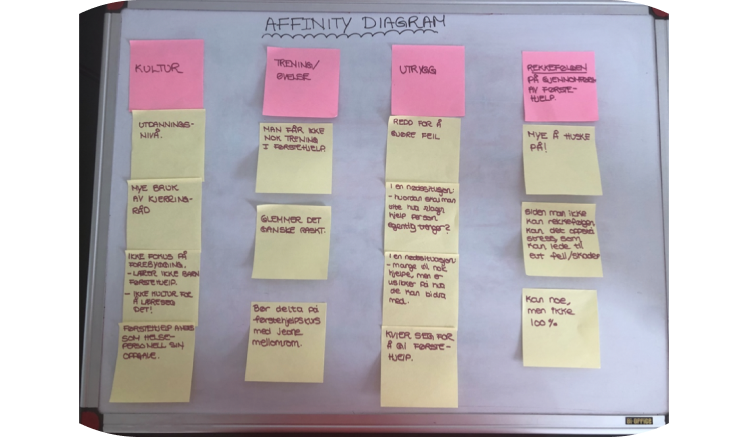 AFFINITY DIAGRAM
KULTUR
UTDANNINGS-
NIVÅ.
MYE BRUK
AV KJERRING-
RÅD
IKKE FOKUS PÅ
FOREBYGGING.
- LÆRER IKKE BARN
FØRSTEHJELP.
- IKKE KULTUR FOR
Å LÆRE SEG
DET!
FØRSTEHJELP ANSES
SOM HELSE-
PERSONELL SIN
OPPGAVE.
TRENING/
ØVELSER
MAN FÅR IKKE
NOK TRENING
I FØRSTEHJELP.
GLEMMER DET
GANSKE RASKT.
Bør delta på
førstehjelpskurs
med jevne
mellomrom.
UTRYGG
REDD FOR Å
GJØRE FEIL
I en nødssituasjon:
- hvordan skal man
vite hva slags
hjelp person
egentlig trenger?
I en nødssituasjon:
- mange vil nok
hjelpe, men er
usikker på hva
de kan bidra
med.
KVIER SEG FOR
Å GI FØRSTE-
HJELP.
REKKEFØLGEN
PÅ GJENNOMFØRING
AV FØRSTE-
HJELP.
MYE Å HUSKE
PÅ!
Siden man ikke
kan rekkefølgen,
kan det oppstå
stress, som
kan lede til
evt feil/skader
Kan noe,
men ikke
100%